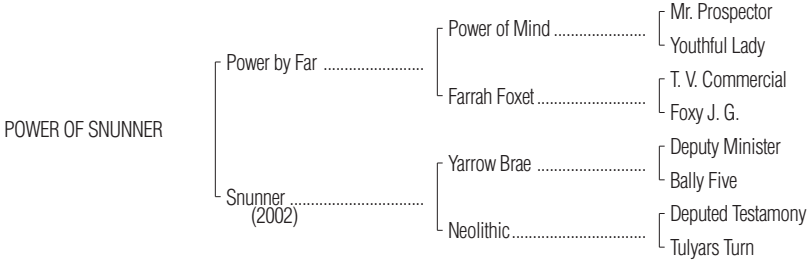 Mr. Prospector
Power of Mind ......................
Youthful Lady
Power by Far ........................
T. V. Commercial
Farrah Foxet..........................
Foxy J. G.
POWER OF SNUNNER
Deputy Minister
Yarrow Brae ..........................
Bally Five
Snunner ................................
(2002)
Deputed Testamony
Neolithic................................
Tulyars Turn